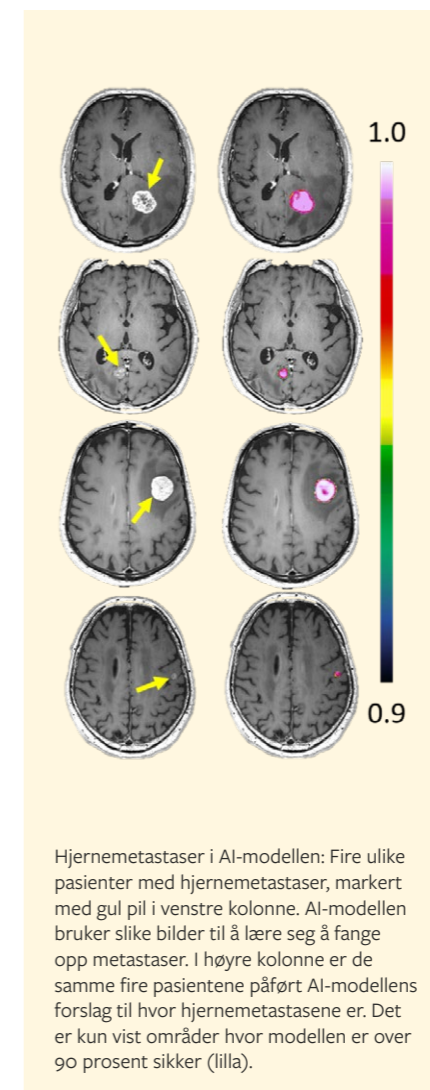 1.0
0.9
Hjernemetastaser i AI-modellen: Fire ulike
pasienter med hjernemetastaser, markert
med gul pil i venstre kolonne. AI-modellen
bruker slike bilder til å lære seg å fange
opp metastaser. I høyre kolonne er de
samme fire pasientene påført AI-modellens
forslag til hvor hjernemetastasene er. Det
er kun vist områder hvor modellen er over
90 prosent sikker (lilla).